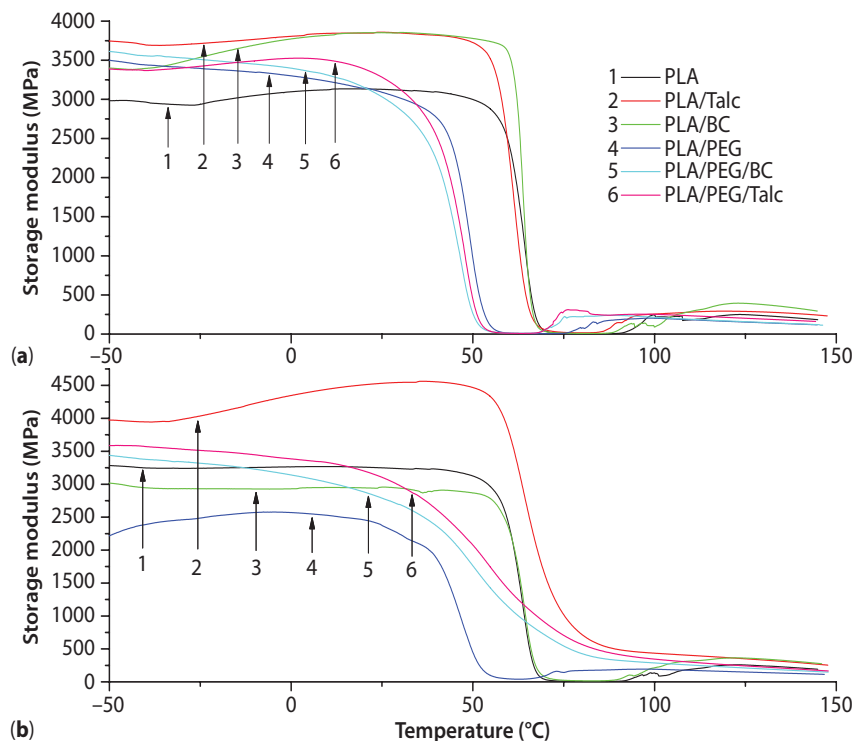 4000
3500
3000
2500
2000
1500
1000
500
0
Storage modulus (MPa)
1 2 3 4 5 6
1 PLA
2 PLA/Talc
3 PLA/BC
4 PLA/PEG
5 PLA/PEG/BC
6 PLA/PEG/Talc
(a)
−50 0 50 100 150
4500
4000
3500
3000
2500
2000
1500
1000
500
0
Storage modulus (MPa)
1 2 3 4 5 6
−50 0 50 100 150
(b)
Temperature (°C)